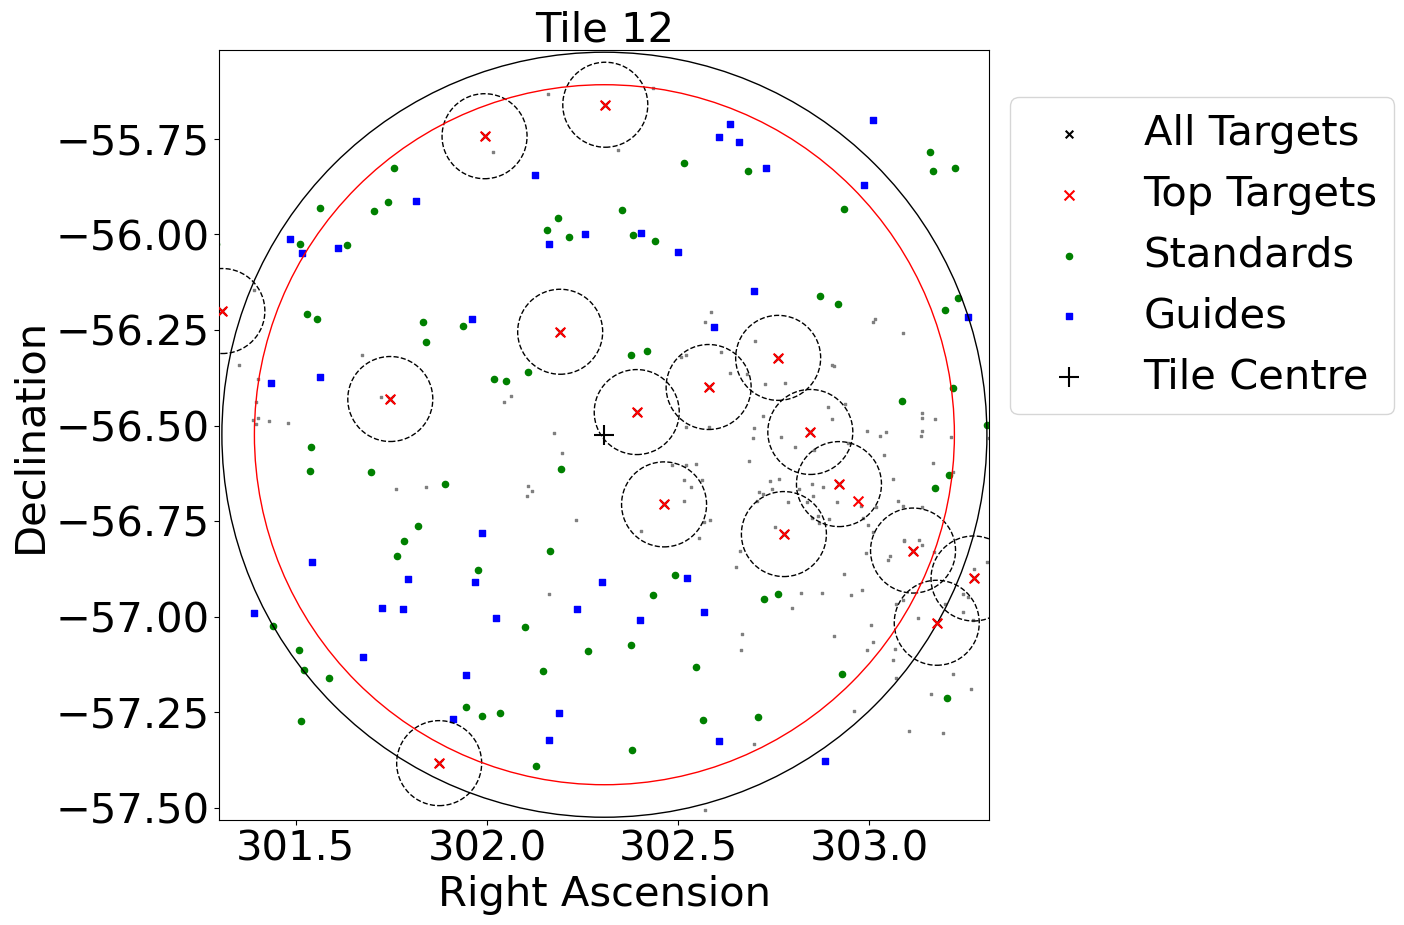 Tile 12
All Targets
Top Targets
Standards
Guides
Tile Centre
−55.75
−56.00
−56.25
−56.50
−56.75
−57.00
−57.25
−57.50
Declination
301.5 302.0 302.5 303.0
Right Ascension